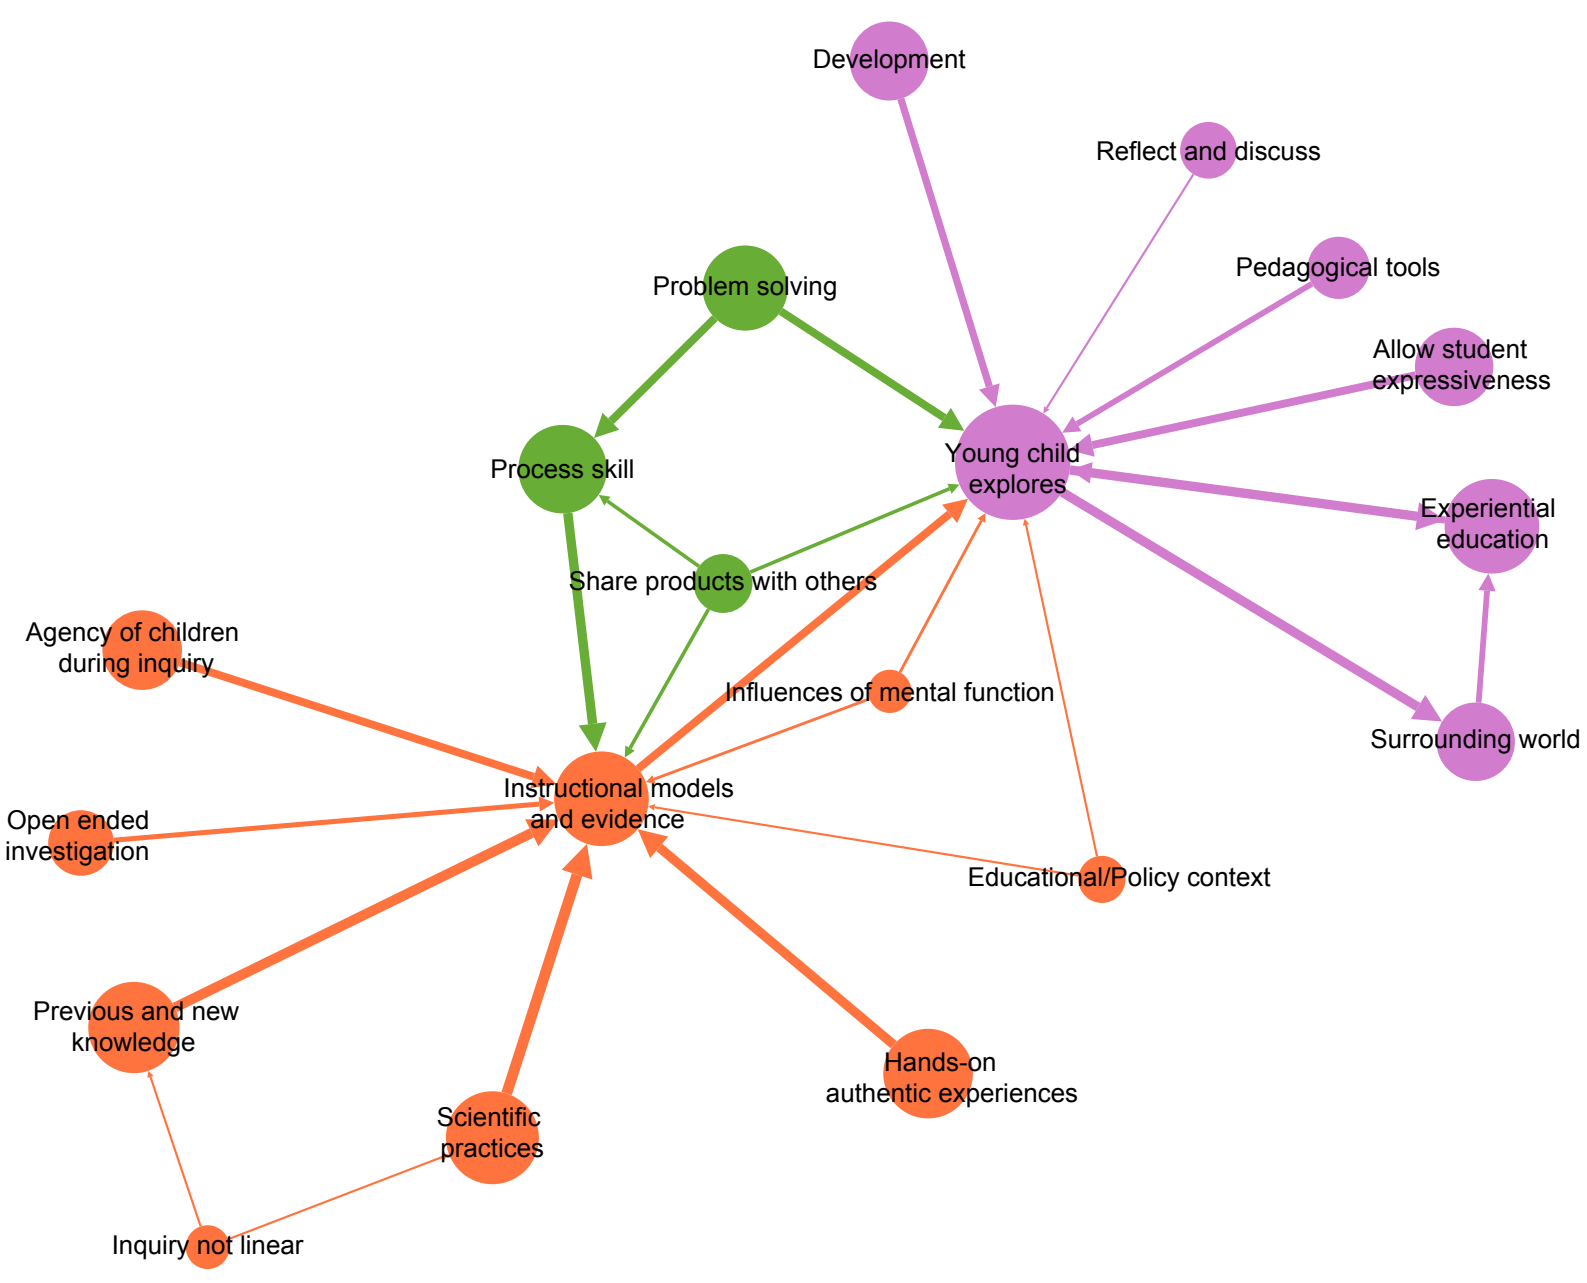 Development
Reflect and discuss
Pedagogical tools
Problem solving
Allow student
expressiveness
Young child
explores
Process skill
Experiential
education
Share products with others
Agency of children
during inquiry
Influences of mental function
Surrounding world
Instructional models
and evidence
Open ended
investigation
Educational/Policy context
Previous and new
knowledge
Hands-on
authentic experiences
Scientific
practices
Inquiry not linear